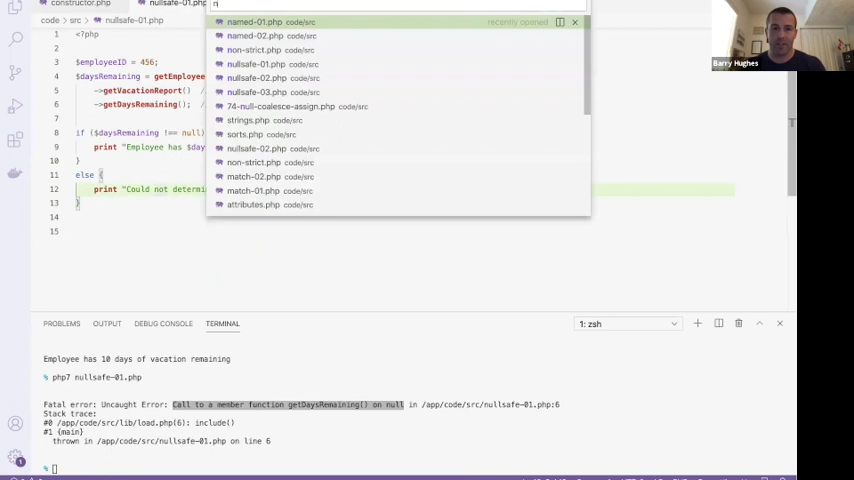 constructor.php
nullsafe-01.php
n
code > src > nullsafe-01.php
named-01.php code/src recently opened
named-02.php code/src
non-strict.php code/src
nullsafe-01.php code/src
nullsafe-02.php code/src
nullsafe-03.php code/src
74-null-coalesce-assign.php code/src
strings.php code/src
sorts.php code/src
nullsafe-02.php code/src
non-strict.php code/src
match-02.php code/src
match-01.php code/src
attributes.php code/src
1 <?php
2
3 $employeeID = 456;
4 $daysRemaining = getEmployee
5 ->getVacationReport() /
6 ->getDaysRemaining(); /
7
8 if ($daysRemaining !== null)
9 print "Employee has $day
10 }
11 else {
12 print "Could not determi
13 }
14
15
Barry Hughes
PROBLEMS OUTPUT DEBUG CONSOLE TERMINAL 1: zsh
Employee has 10 days of vacation remaining
% php7 nullsafe-01.php
Fatal error: Uncaught Error: Call to a member function getDaysRemaining() on null in /app/code/src/nullsafe-01.php:6
Stack trace:
#0 /app/code/src/lib/load.php(6): include()
#1 {main}
thrown in /app/code/src/nullsafe-01.php on line 6
%
1